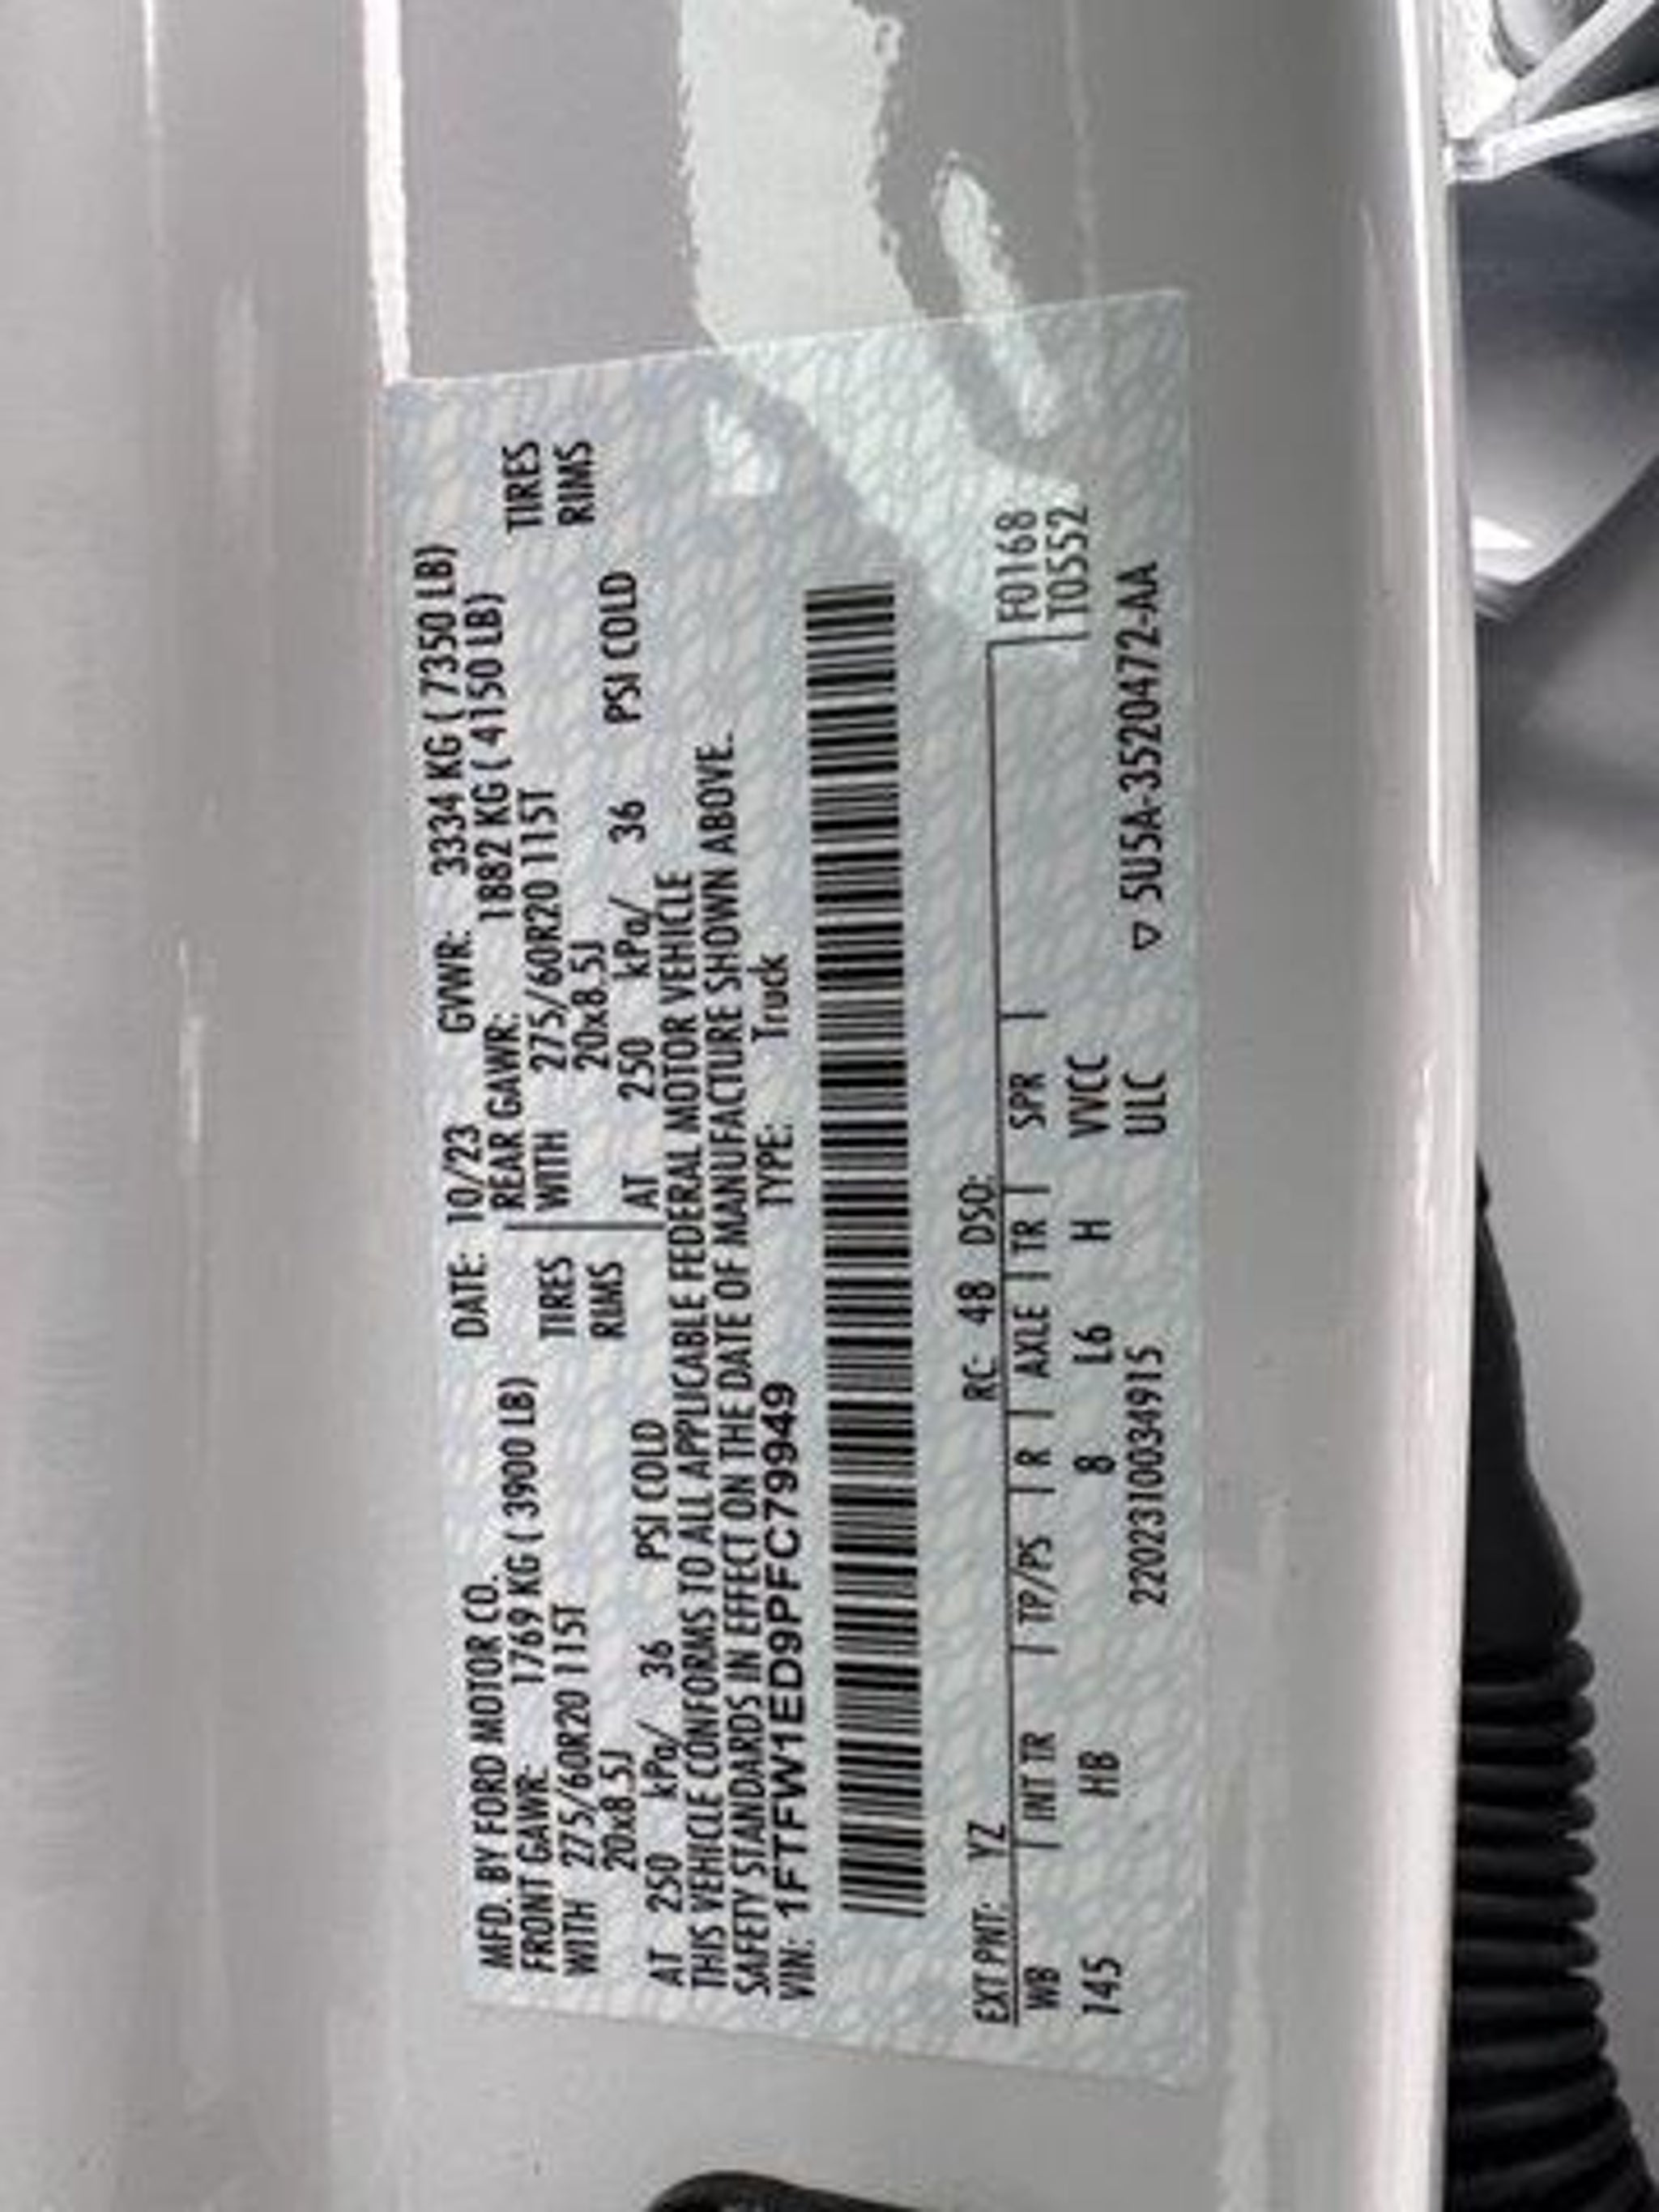 MFD. BY FORD MOTOR CO. DATE: 10/23 GVWR: 3334 KG ( 7350 LB)
FRONT GAWR: 1769 KG ( 3900 LB) REAR GAWR: 1882 KG ( 4150 LB)
WITH 275/60R20 115T TIRES WITH 275/60R20 115T TIRES
20x8.5J RIMS 20x8.5J RIMS
AT 250 kPa/ 36 PSI COLD AT 250 kPa/ 36 PSI COLD
THIS VEHICLE CONFORMS TO ALL APPLICABLE FEDERAL MOTOR VEHICLE
SAFETY STANDARDS IN EFFECT ON THE DATE OF MANUFACTURE SHOWN ABOVE.
VIN: 1FTFW1ED9PFC79949 TYPE: Truck
EXT PNT: YZ RC: 48 DSO: F0168
WB | INT TR | TP/PS | R | AXLE | TR | SPR | T0552
145 HB 8 L6 H VVCC
2202310034915 ULC ▽ 5U5A-3520472-AA